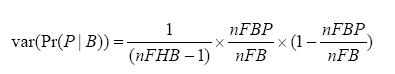 var(Pr(P | B)) = 1/(nFHB − 1) × nFBP/nFB × (1 − nFBP/nFB)